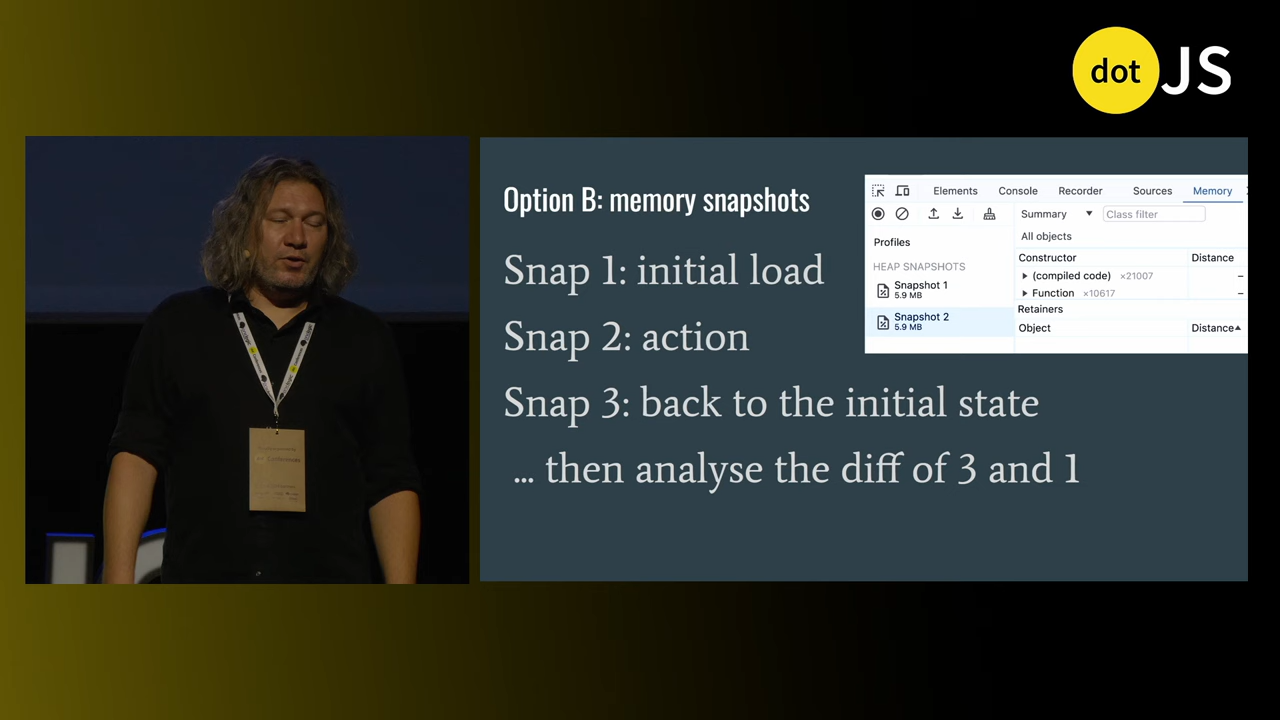 dot JS
Option B: memory snapshots
Snap 1: initial load
Snap 2: action
Snap 3: back to the initial state
... then analyse the diff of 3 and 1
Elements Console Recorder Sources Memory
Summary Class filter
Profiles
All objects
HEAP SNAPSHOTS
Constructor Distance
Snapshot 1
5.9 MB
(compiled code) ×21007 –
Function ×10617 –
Snapshot 2
5.9 MB
Retainers
Object Distance